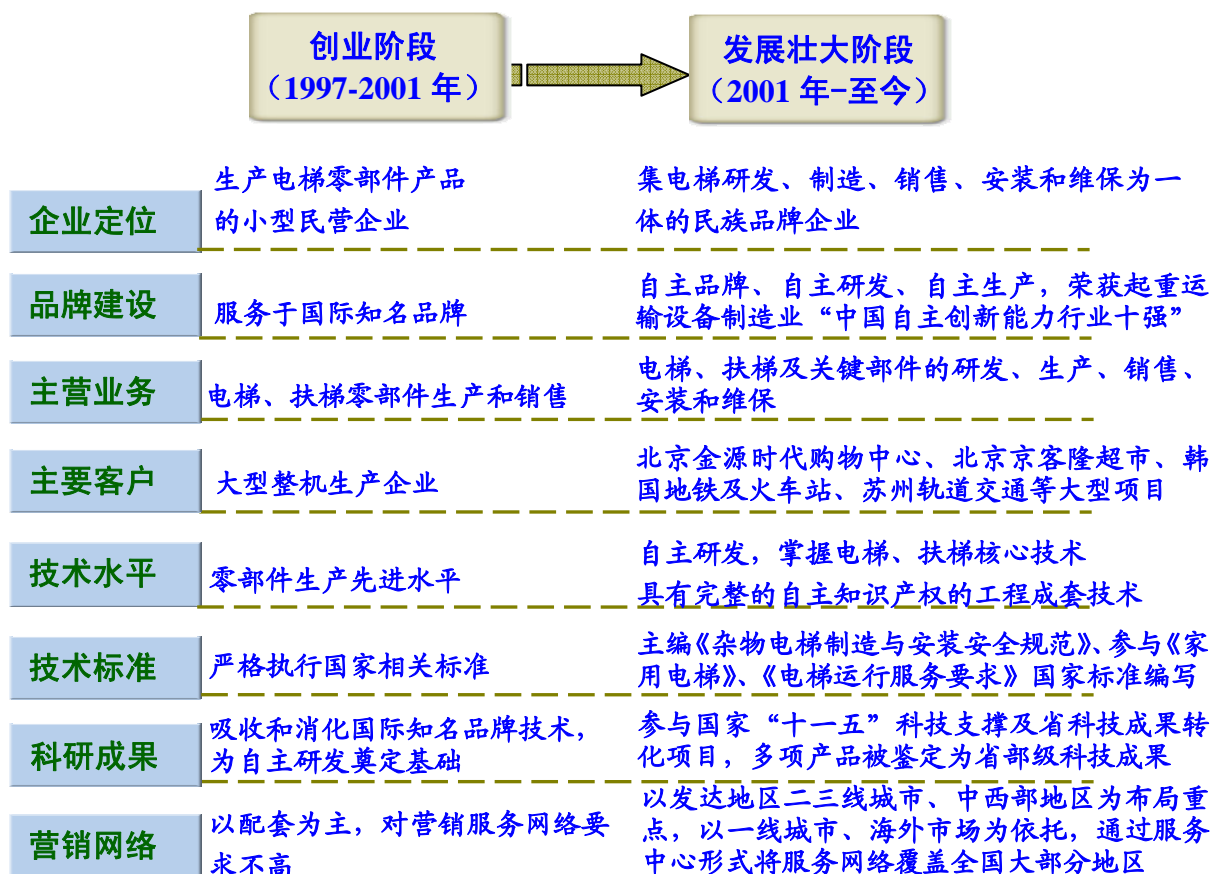 创业阶段
（1997-2001 年）
发展壮大阶段
（2001 年-至今）
企业定位
生产电梯零部件产品
的小型民营企业
集电梯研发、制造、销售、安装和维保为一
体的民族品牌企业
品牌建设
服务于国际知名品牌
自主品牌、自主研发、自主生产，荣获起重运
输设备制造业“中国自主创新能力行业十强”
主营业务
电梯、扶梯零部件生产和销售
电梯、扶梯及关键部件的研发、生产、销售、
安装和维保
主要客户
大型整机生产企业
北京金源时代购物中心、北京京客隆超市、韩
国地铁及火车站、苏州轨道交通等大型项目
技术水平
零部件生产先进水平
自主研发，掌握电梯、扶梯核心技术
具有完整的自主知识产权的工程成套技术
技术标准
严格执行国家相关标准
主编《杂物电梯制造与安装安全规范》、参与《家
用电梯》、《电梯运行服务要求》国家标准编写
科研成果
吸收和消化国际知名品牌技术，
为自主研发奠定基础
参与国家“十一五”科技支撑及省科技成果转
化项目，多项产品被鉴定为省部级科技成果
营销网络
以配套为主，对营销服务网络要
求不高
以发达地区二三线城市、中西部地区为布局重
点，以一线城市、海外市场为依托，通过服务
中心形式将服务网络覆盖全国大部分地区